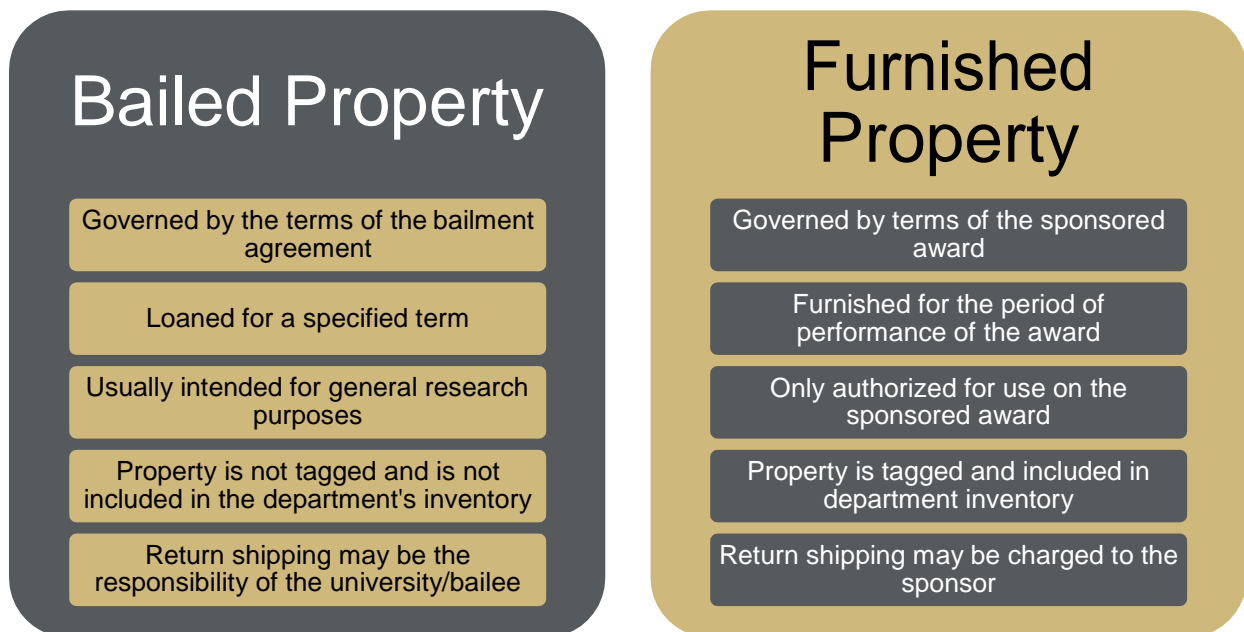 Bailed Property
Governed by the terms of the bailment
agreement
Loaned for a specified term
Usually intended for general research
purposes
Property is not tagged and is not
included in the department's inventory
Return shipping may be the
responsibility of the university/bailee
Furnished
Property
Governed by terms of the sponsored
award
Furnished for the period of
performance of the award
Only authorized for use on the
sponsored award
Property is tagged and included in
department inventory
Return shipping may be charged to the
sponsor